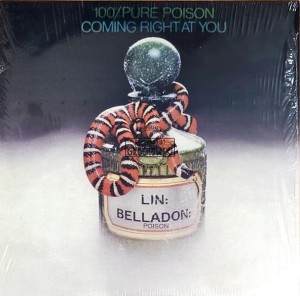 100/PURE POISON
COMING RIGHT AT YOU
LIN:
BELLADON:
POISON